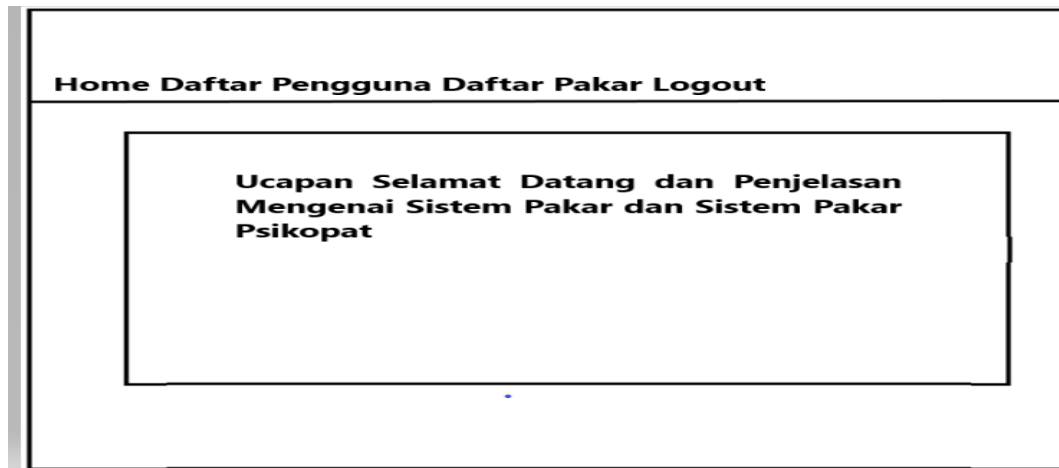 Home Daftar Pengguna Daftar Pakar Logout
Ucapan Selamat Datang dan Penjelasan
Mengenai Sistem Pakar dan Sistem Pakar
Psikopat